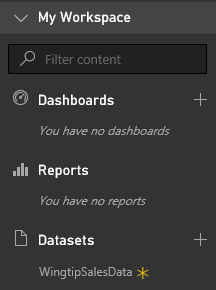 My Workspace
Filter content
Dashboards
You have no dashboards
Reports
You have no reports
Datasets
WingtipSalesData